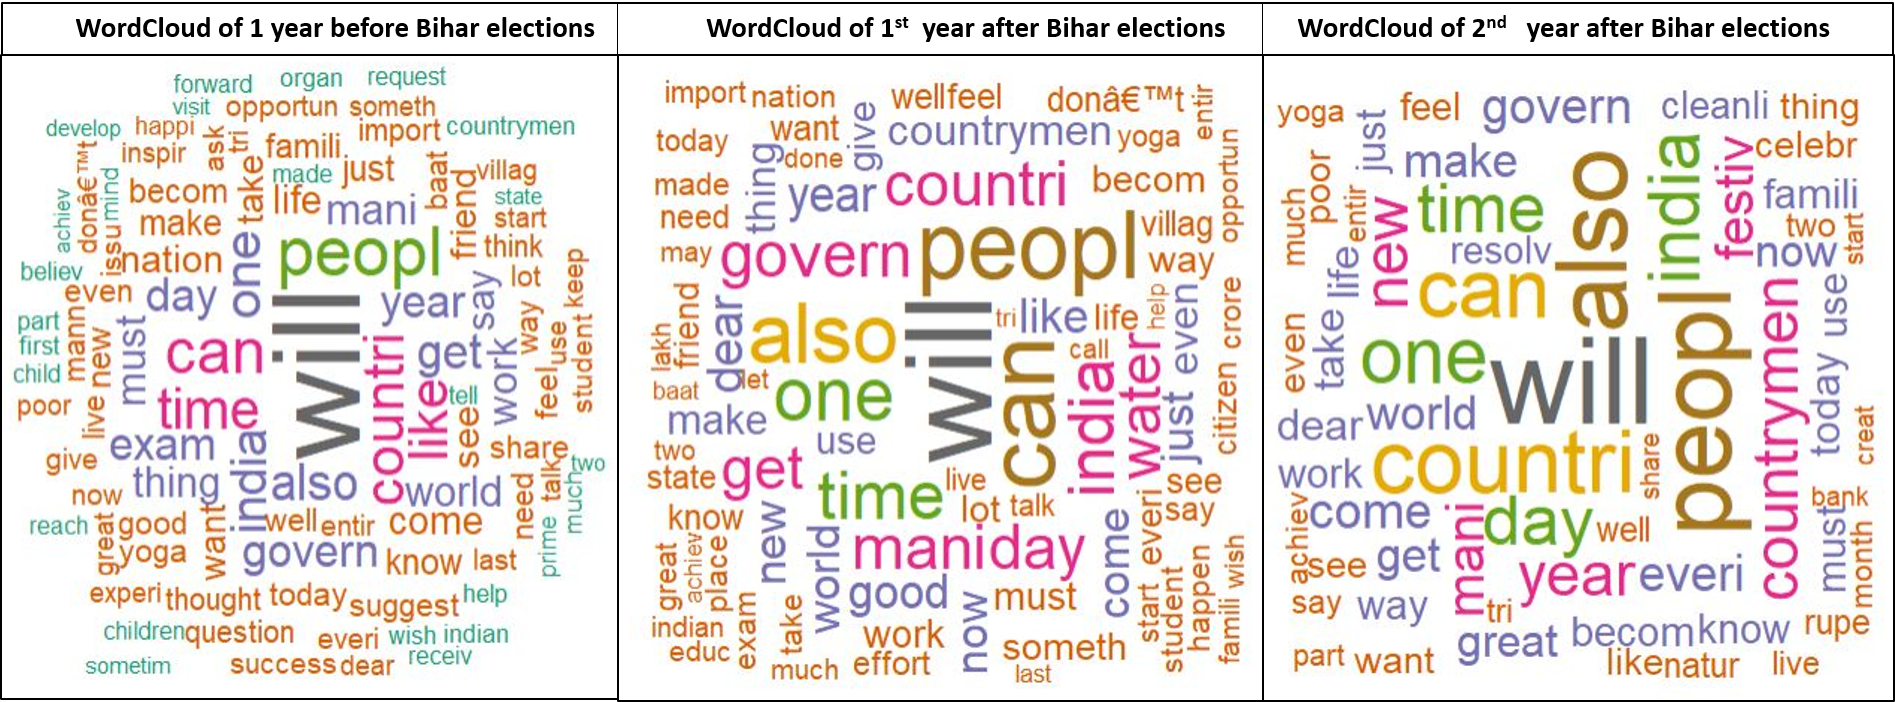 WordCloud of 1 year before Bihar elections
WordCloud of 1st year after Bihar elections
WordCloud of 2nd year after Bihar elections
forward organ request
visit opportun someth
develop happi ask tri famili import countrymen
inspir made just baat villag
achiev donâ€™t issu mind becom take life mani friend state
make start
nation one peopl think
believ even day will year say lot keep
part mann must can get way
first new countri work use student
child time like tell feel
poor live exam see share
give thing india also world talk two
now want well entir come need much
reach great good
yoga govern know last prime
experi thought today suggest help
children question everi wish indian
sometim success dear receiv
import nation wellfeel donâ€™t entir
today want give countrymen yoga
thing done opportun
made year countri becom
need villag
may govern peopl way
lakh friend dear also will tri like life help even crore
call
baat let one can india water just citizen
make use
two
state get time live see
know new lot talk everi say
great achiev place world maniday come
good happen wish
indian exam take now must start student famili
educ work someth
much effort last
yoga just feel govern cleanli thing
poor make also india festiv celebr
much entir new time famili
life resolv two start
can now
even take one will peopl countrymen today use
dear world
work countri share creat
achiev come mani day well bank
see get must month
year everi
say way tri rupe
great becomknow
part want likenatur live